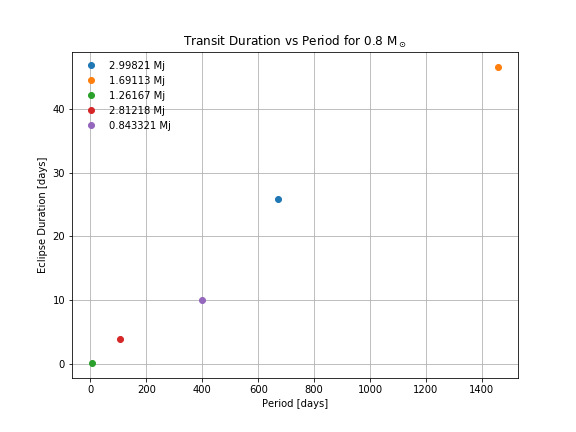 Transit Duration vs Period for 0.8 M⊙
2.99821 Mj
1.69113 Mj
1.26167 Mj
2.81218 Mj
0.843321 Mj
Eclipse Duration [days]
40
30
20
10
0
0 200 400 600 800 1000 1200 1400
Period [days]